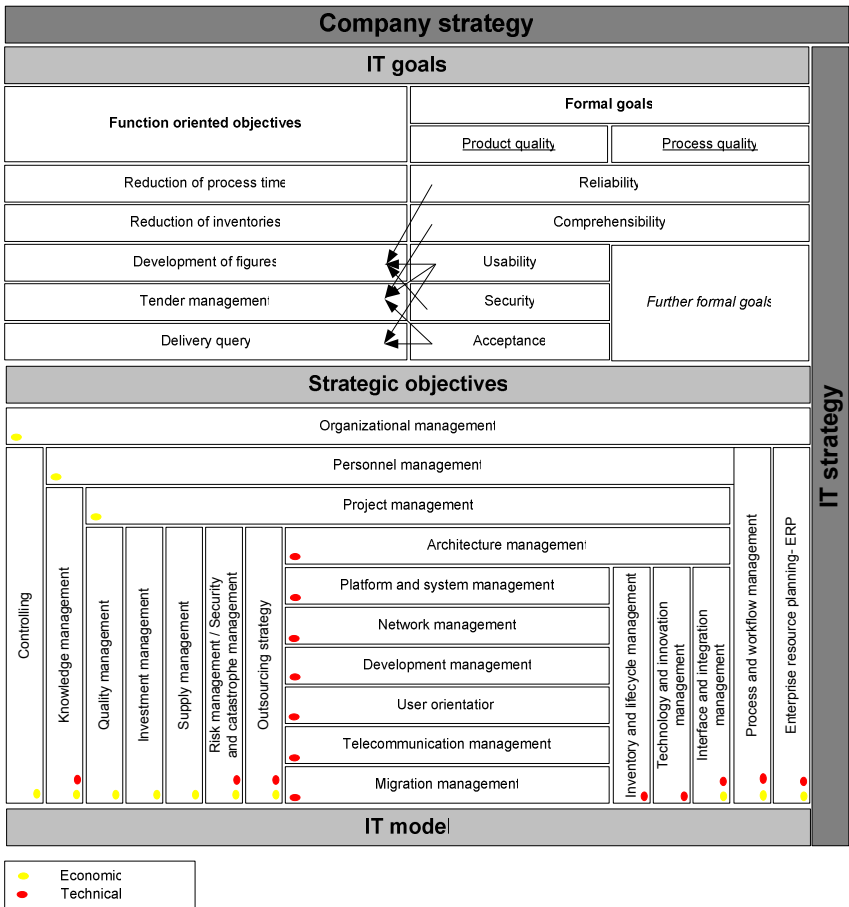 Company strategy
IT goals
Function oriented objectives
Formal goals
Product quality
Process quality
Reduction of process time
Reliability
Reduction of inventories
Comprehensibility
Development of figures
Usability
Tender management
Security
Further formal goals
Delivery query
Acceptance
Strategic objectives
Organizational management
Personnel management
Project management
Architecture management
Platform and system management
Network management
Development management
User orientation
Telecommunication management
Migration management
Controlling
Knowledge management
Quality management
Investment management
Supply management
Risk management / Security
and catastrophe management
Outsourcing strategy
Inventory and lifecycle management
Technology and innovation
management
Interface and integration
management
Process and workflow management
Enterprise resource planning- ERP
IT strategy
IT model
Economic
Technical